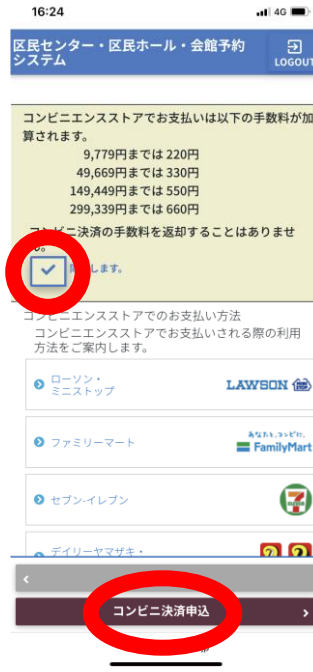 16:24
4G
区民センター・区民ホール・会館予約
システム
LOGOUT
コンビニエンスストアでお支払いは以下の手数料が加
算されます。
9,779円までは 220円
49,669円までは 330円
149,449円までは 550円
299,339円までは 660円
コンビニ決済の手数料を返却することはありませ
します。
コンビニエンスストアでのお支払い方法
コンビニエンスストアでお支払いされる際の利用
方法をご案内します。
ローソン・
ミニストップ
LAWSON
ファミリーマート
あなたと、コンビに、
FamilyMart
セブン-イレブン
デイリーヤマザキ・
コンビニ決済申込